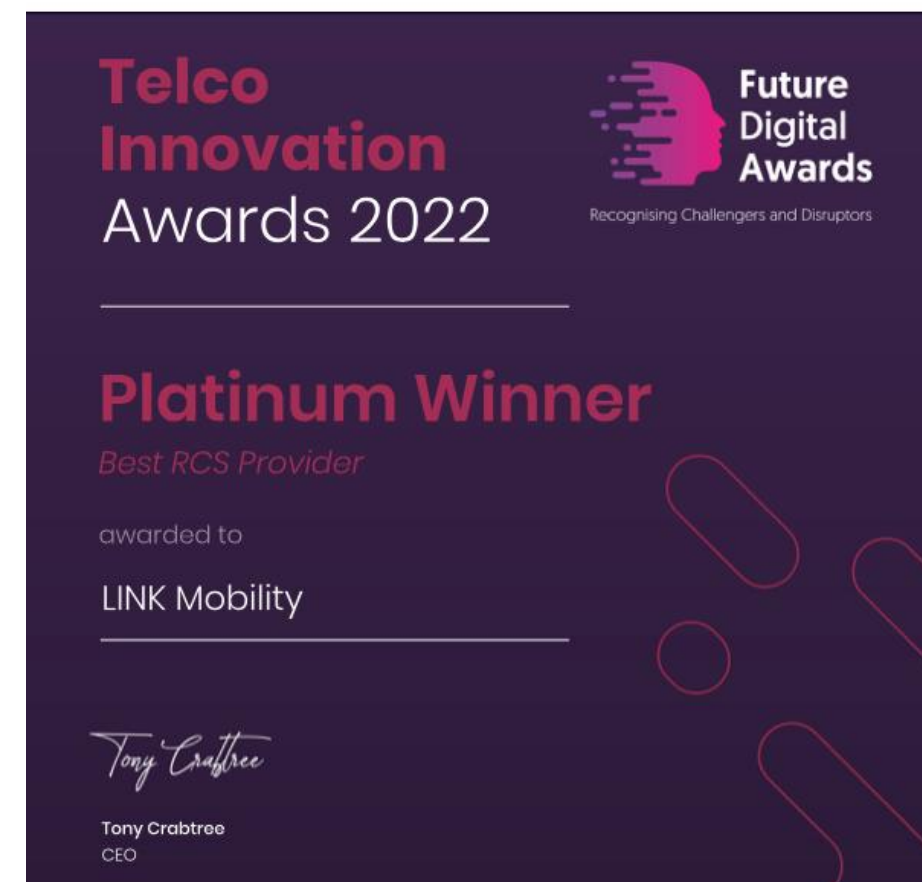 Telco
Innovation
Awards 2022
Future
Digital
Awards
Recognising Challengers and Disruptors
Platinum Winner
Best RCS Provider
awarded to
LINK Mobility
Tony Crabtree
Tony Crabtree
CEO